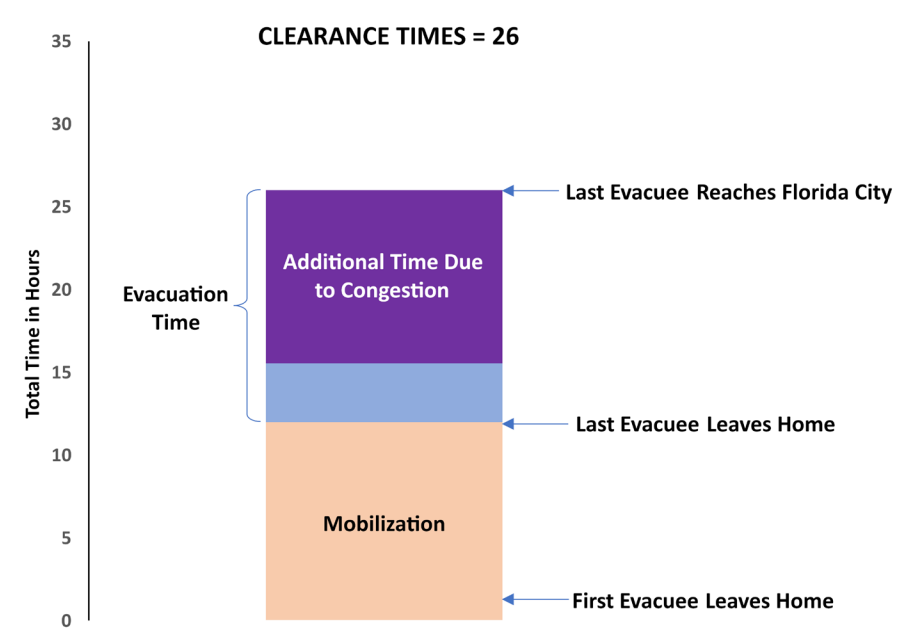 CLEARANCE TIMES = 26
35
30
25
20
15
10
5
0
Total Time in Hours
Evacuation
Time
Additional Time Due
to Congestion
Mobilization
Last Evacuee Reaches Florida City
Last Evacuee Leaves Home
First Evacuee Leaves Home